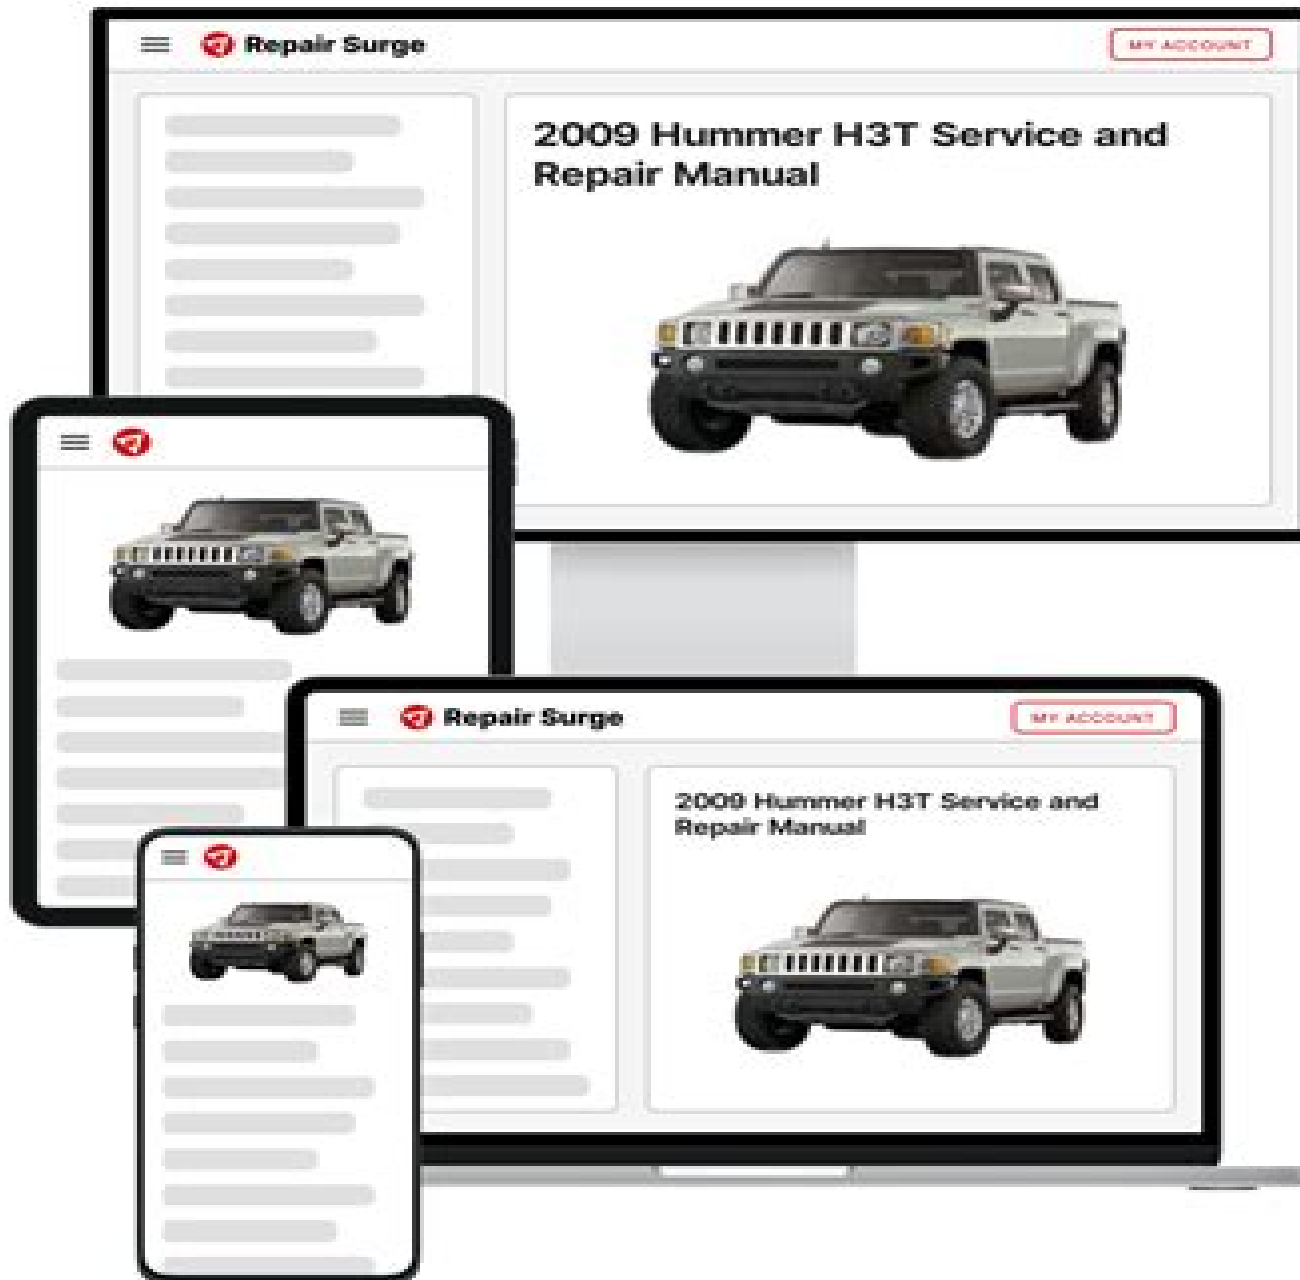 Repair Surge
MY ACCOUNT
2009 Hummer H3T Service and
Repair Manual
Repair Surge
MY ACCOUNT
2009 Hummer H3T Service and
Repair Manual